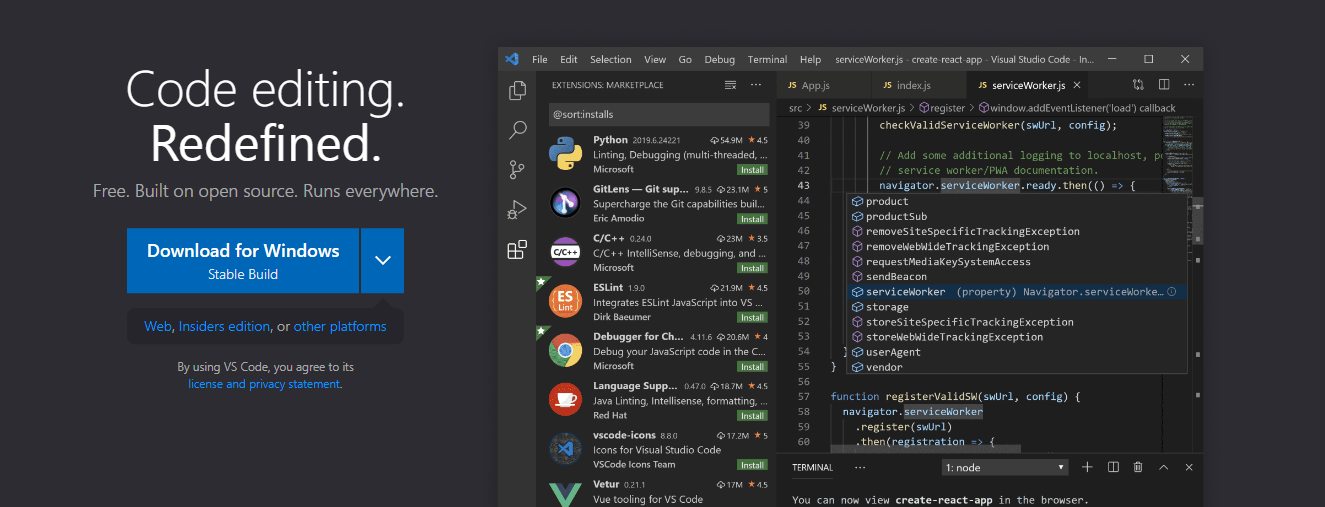 Code editing.
Redefined.
Free. Built on open source. Runs everywhere.
Download for Windows
Stable Build
Web, Insiders edition, or other platforms
By using VS Code, you agree to its
license and privacy statement.
File Edit Selection View Go Debug Terminal Help serviceWorker.js - create-react-app - Visual Studio Code - In...
EXTENSIONS: MARKETPLACE
@sort:installs
Python 2019.6.24221 54.9M 4.5
Linting, Debugging (multi-threaded, ...
Microsoft Install
GitLens — Git sup... 9.8.5 23.1M 5
Supercharge the Git capabilities buil...
Eric Amodio Install
C/C++
C/C++ 0.24.0 23M 3.5
C/C++ IntelliSense, debugging, and ...
Microsoft Install
ES
Lint
ESLint 1.9.0 21.9M 4.5
Integrates ESLint JavaScript into VS ...
Dirk Baeumer Install
Debugger for Ch... 4.11.6 20.6M 4
Debug your JavaScript code in the C...
Microsoft Install
Language Supp... 0.47.0 18.7M 4.5
Java Linting, Intellisense, formatting, ...
Red Hat Install
vscode-icons 8.8.0 17.2M 5
Icons for Visual Studio Code
VSCode Icons Team Install
Vetur 0.21.1 17M 4.5
Vue tooling for VS Code
JS App.js JS index.js JS serviceWorker.js
src > JS serviceWorker.js > register > window.addEventListener('load') callback
39 checkValidServiceWorker(swUrl, config);
40
41 // Add some additional logging to localhost, po
42 // service worker/PWA documentation.
43 navigator.serviceWorker.ready.then(() => {
44 product
45 productSub
46 removeSiteSpecificTrackingException
47 removeWebWideTrackingException
48 requestMediaKeySystemAccess
49 sendBeacon
50 serviceWorker (property) Navigator.serviceWorke...
51 storage
52 storeSiteSpecificTrackingException
53 storeWebWideTrackingException
54 } userAgent
55 } vendor
56
57 function registerValidSW(swUrl, config) {
58 navigator.serviceWorker
59 .register(swUrl)
60 .then(registration => {
TERMINAL ... 1: node
You can now view create-react-app in the browser.